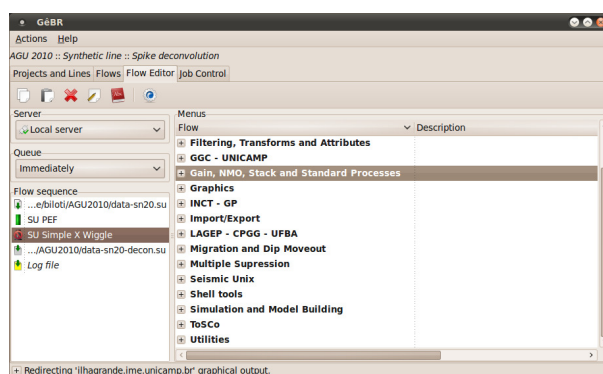 GêBR
Actions Help
AGU 2010 :: Synthetic line :: Spike deconvolution
Projects and Lines Flows Flow Editor Job Control
Server
Local server
Queue
Immediately
Flow sequence
...e/biloti/AGU2010/data-sn20.su
SU PEF
SU Simple X Wiggle
.../AGU2010/data-sn20-decon.su
Log file
Menus
Flow Description
Filtering, Transforms and Attributes
GGC - UNICAMP
Gain, NMO, Stack and Standard Processes
Graphics
INCT - GP
Import/Export
LAGEP - CPGG - UFBA
Migration and Dip Moveout
Multiple Supression
Seismic Unix
Shell tools
Simulation and Model Building
ToSCo
Utilities
Redirecting 'ilhagrande.ime.unicamp.br' graphical output.